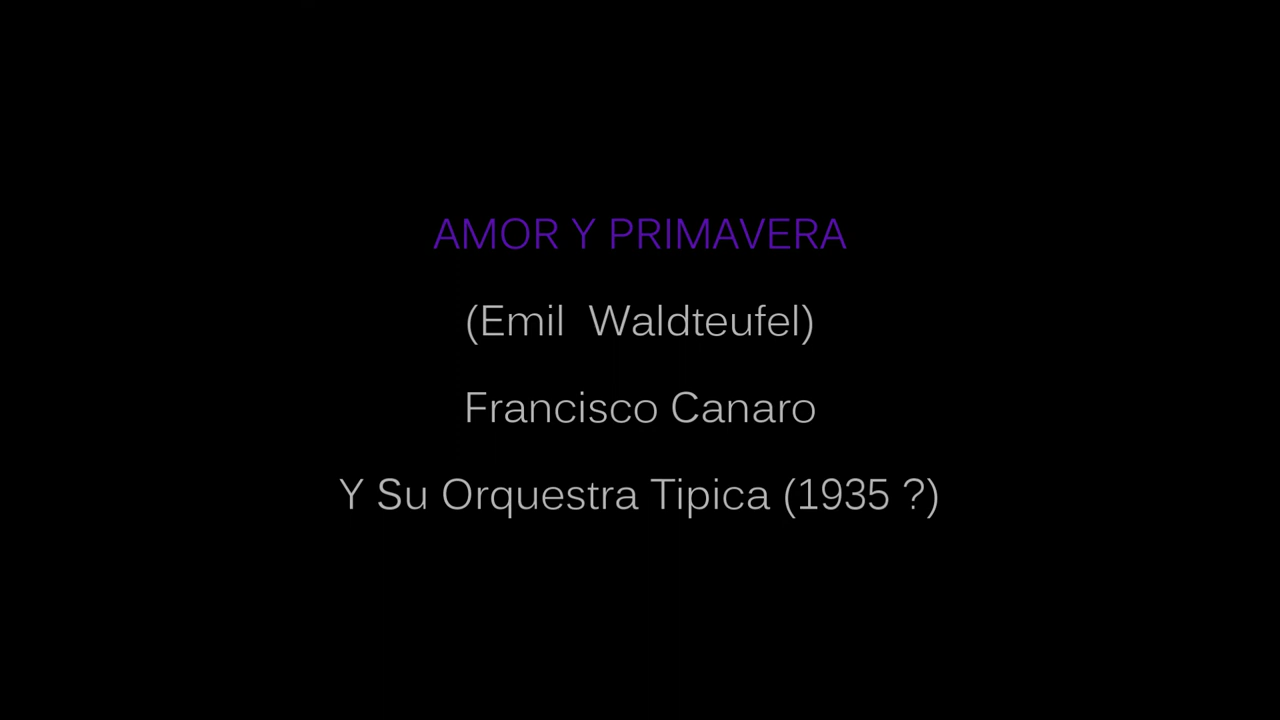 AMOR Y PRIMAVERA
(Emil  Waldteufel)
Francisco Canaro
Y Su Orquestra Tipica (1935 ?)